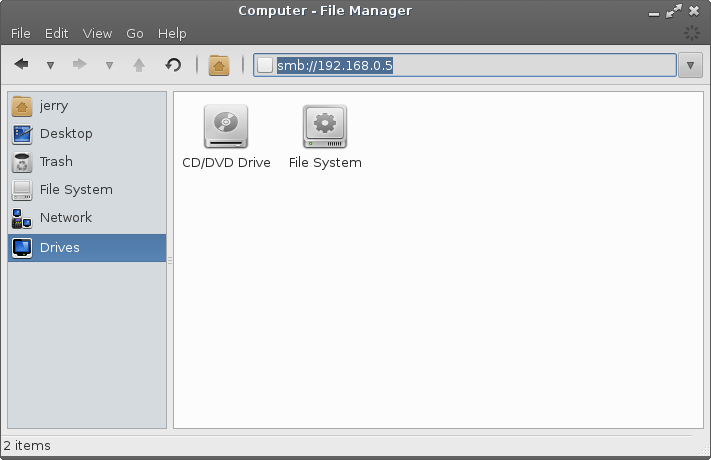 Computer - File Manager
File Edit View Go Help
smb://192.168.0.5
jerry
Desktop
Trash
File System
Network
Drives
CD/DVD Drive File System
2 items